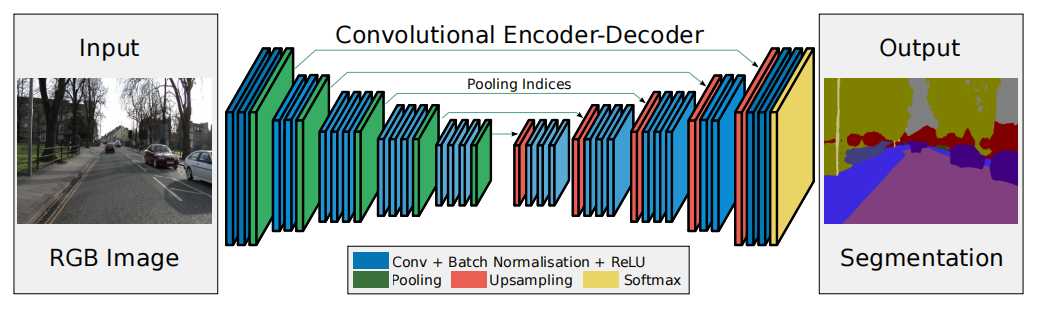 Input
RGB Image
Convolutional Encoder-Decoder
Pooling Indices
Conv + Batch Normalisation + ReLU
Pooling Upsampling Softmax
Output
Segmentation